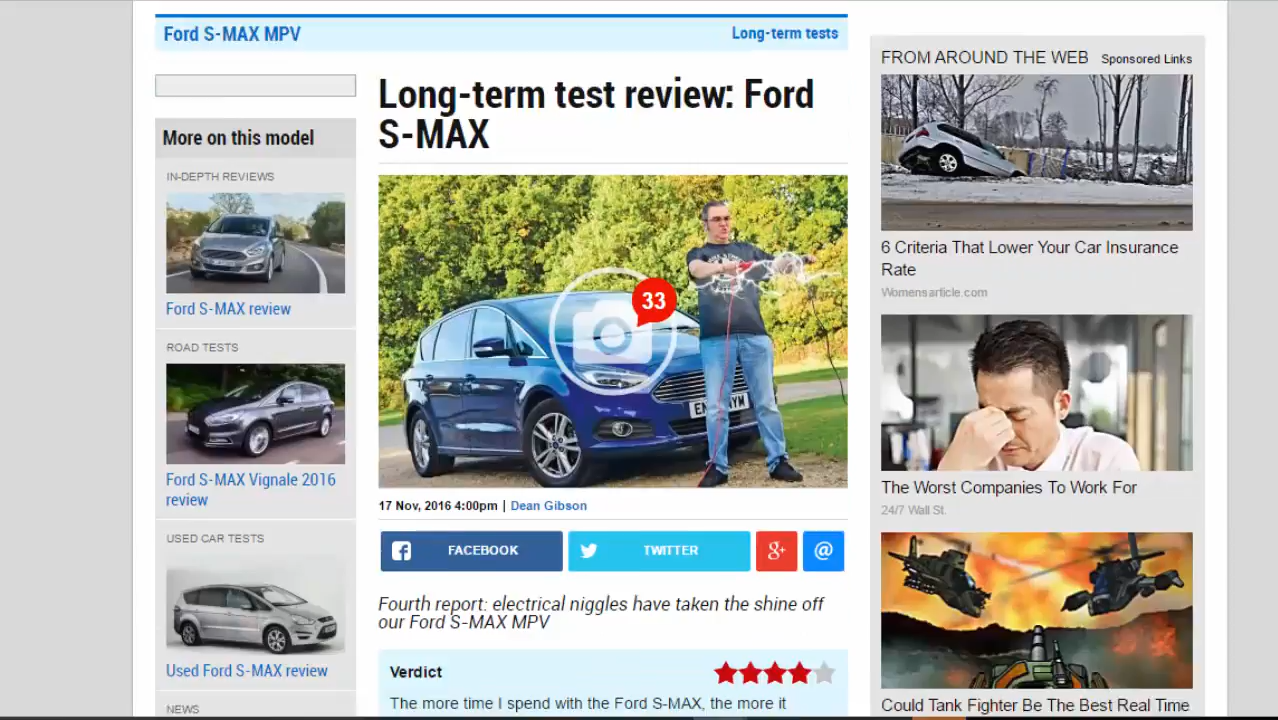 Ford S-MAX MPV
Long-term tests
More on this model
IN-DEPTH REVIEWS
Ford S-MAX review
ROAD TESTS
Ford S-MAX Vignale 2016
review
USED CAR TESTS
Used Ford S-MAX review
NEWS
Long-term test review: Ford
S-MAX
33
17 Nov, 2016 4:00pm | Dean Gibson
FACEBOOK
TWITTER
g+
@
Fourth report: electrical niggles have taken the shine off
our Ford S-MAX MPV
Verdict
The more time I spend with the Ford S-MAX, the more it
FROM AROUND THE WEB
Sponsored Links
6 Criteria That Lower Your Car Insurance
Rate
Womensarticle.com
The Worst Companies To Work For
24/7 Wall St.
Could Tank Fighter Be The Best Real Time